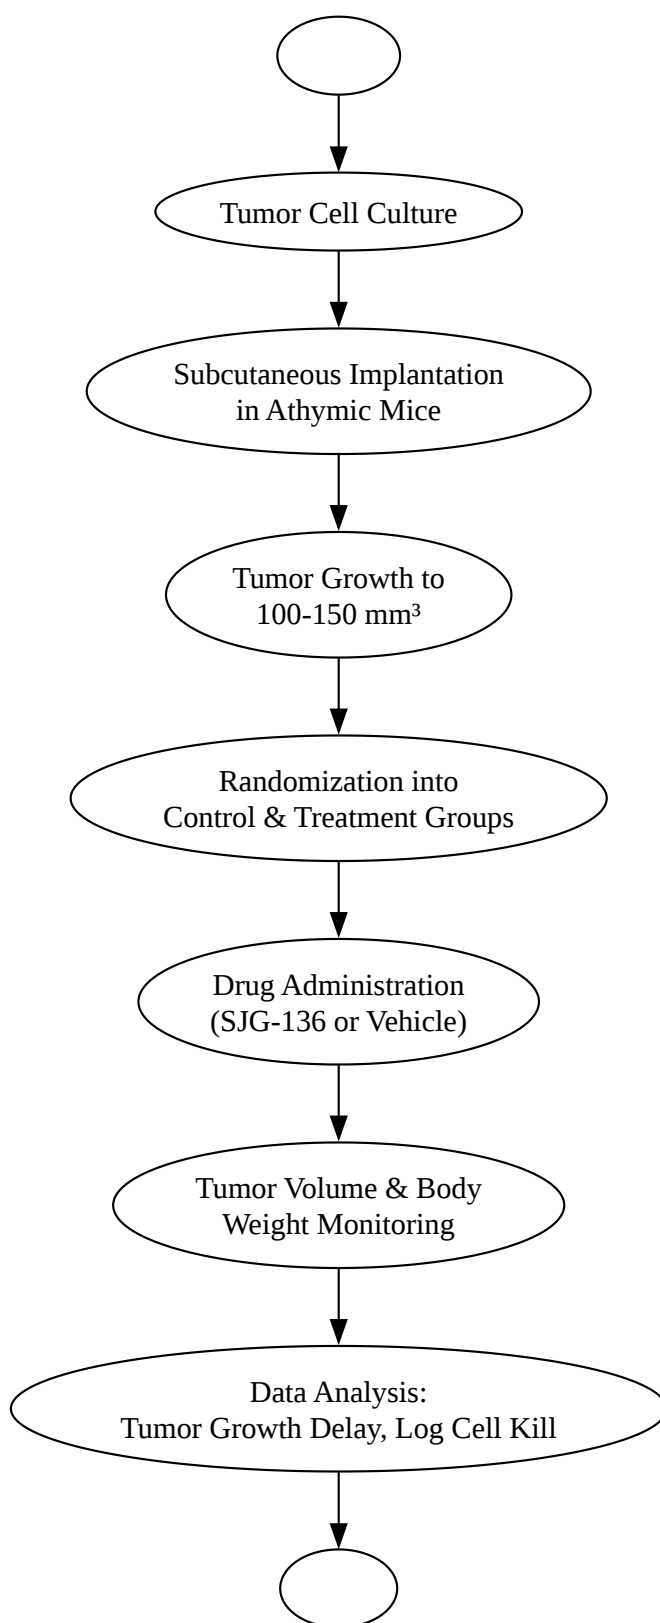 Tumor Cell Culture
Subcutaneous Implantation
in Athymic Mice
Tumor Growth to
100-150 mm³
Randomization into
Control & Treatment Groups
Drug Administration
(SJG-136 or Vehicle)
Tumor Volume & Body
Weight Monitoring
Data Analysis:
Tumor Growth Delay, Log Cell Kill